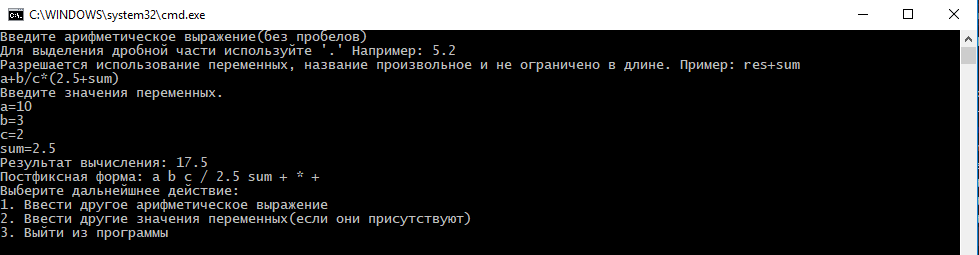 C:\WINDOWS\system32\cmd.exe
Введите арифметическое выражение(без пробелов)
Для выделения дробной части используйте '.' Например: 5.2
Разрешается использование переменных, название произвольное и не ограничено в длине. Пример: res+sum
a+b/c*(2.5+sum)
Введите значения переменных.
a=10
b=3
c=2
sum=2.5
Результат вычисления: 17.5
Постфиксная форма: a b c / 2.5 sum + * +
Выберите дальнейшнее действие:
1. Ввести другое арифметическое выражение
2. Ввести другие значения переменных(если они присутствуют)
3. Выйти из программы